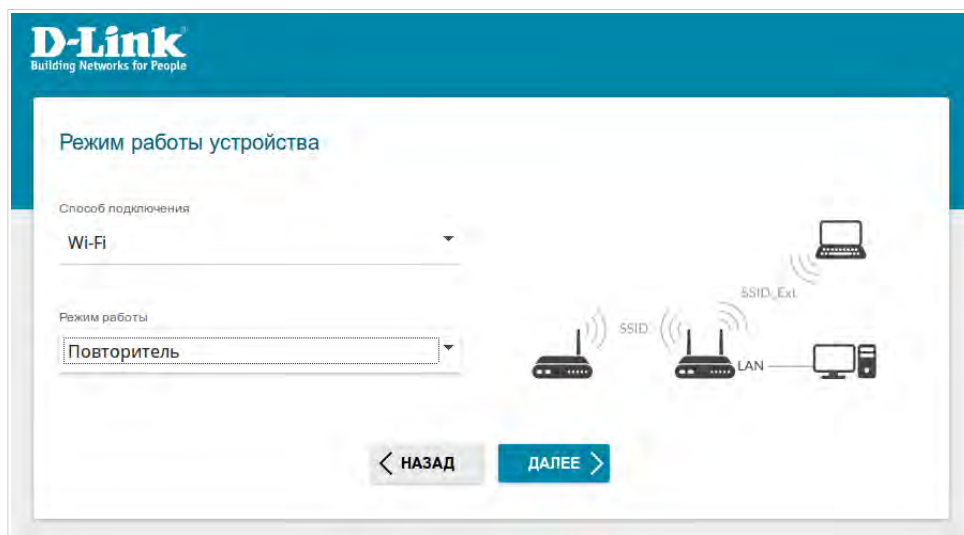 D-Link
Building Networks for People
Режим работы устройства
Способ подключения
Wi-Fi
Режим работы
Повторитель
SSID
SSID_Ext.
LAN
НАЗАД
ДАЛЕЕ